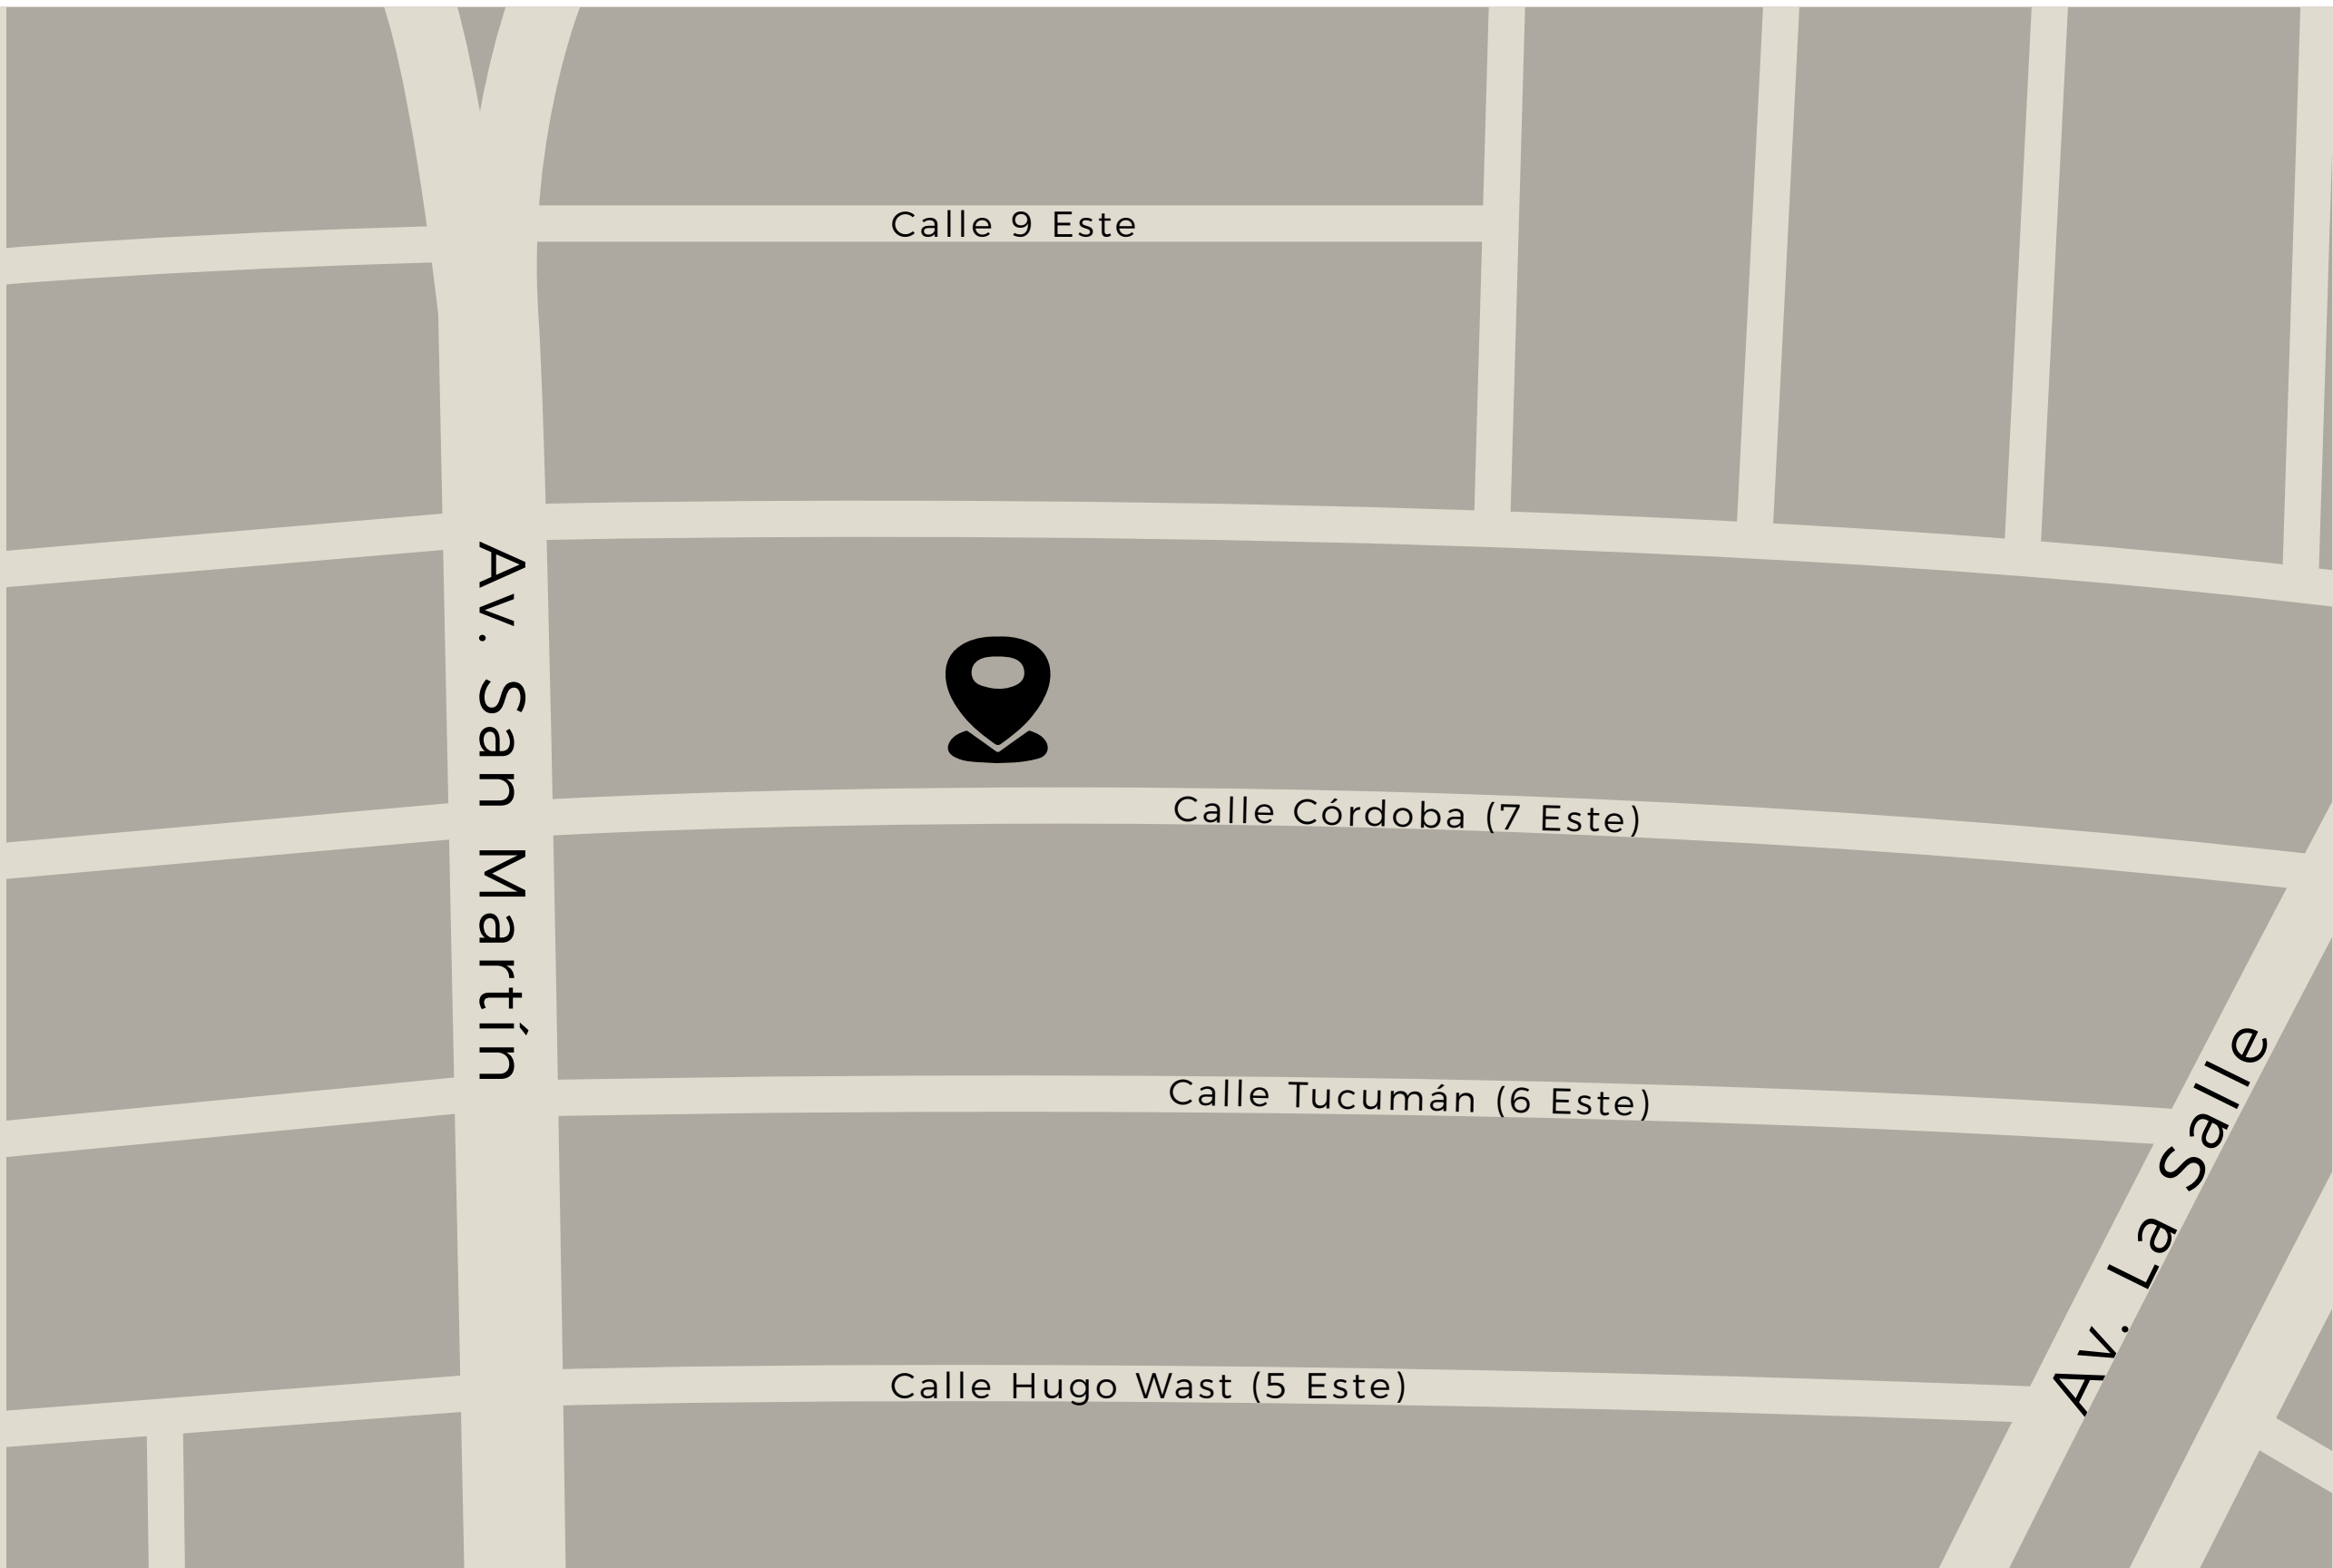 Calle 9 Este
Av. San Martín
Calle Córdoba (7 Este)
Calle Tucumán (6 Este)
Av. La Salle
Calle Hugo Wast (5 Este)